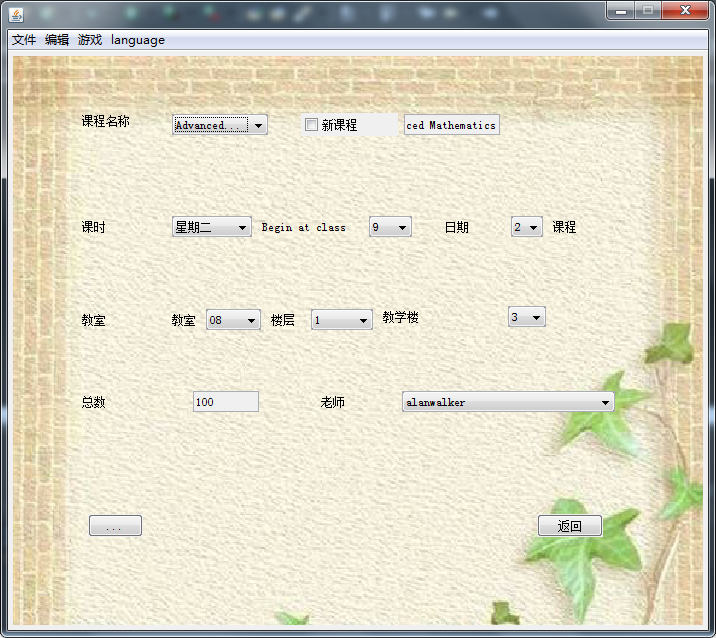 文件 编辑 游戏 language
课程名称 Advanced... 新课程 ced Mathematics
课时 星期二 Begin at class 9 日期 2 课程
教室 教室 08 楼层 1 教学楼 3
总数 100 老师 alanwalker
... 返回